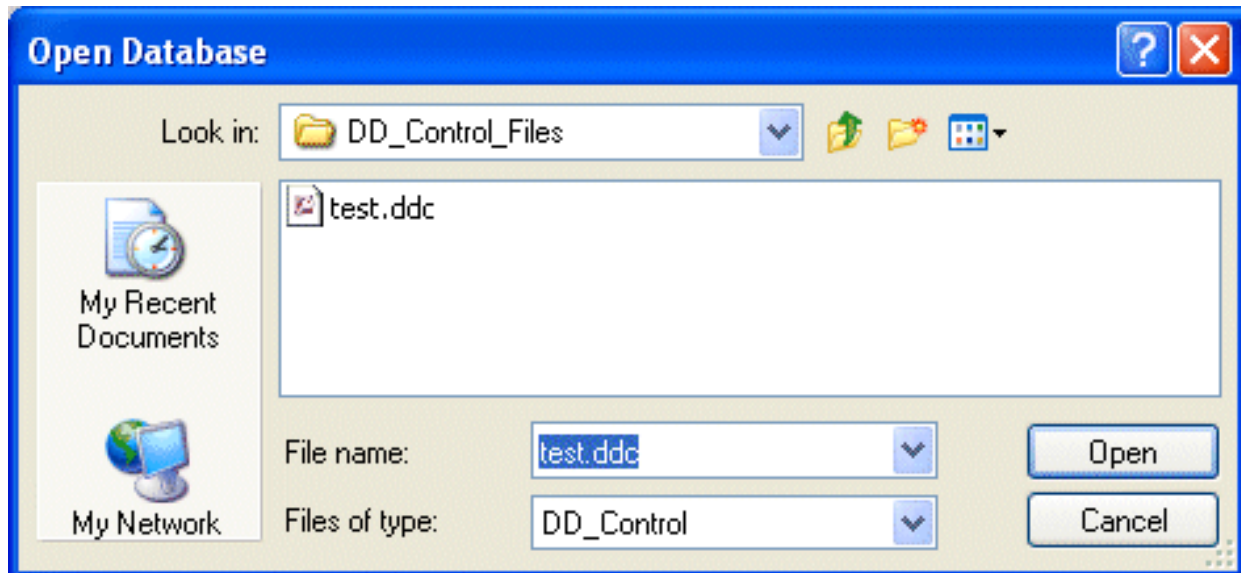 Open Database
Look in: DD_Control_Files
test.ddc
My Recent
Documents
My Network
File name: test.ddc Open
Files of type: DD_Control Cancel